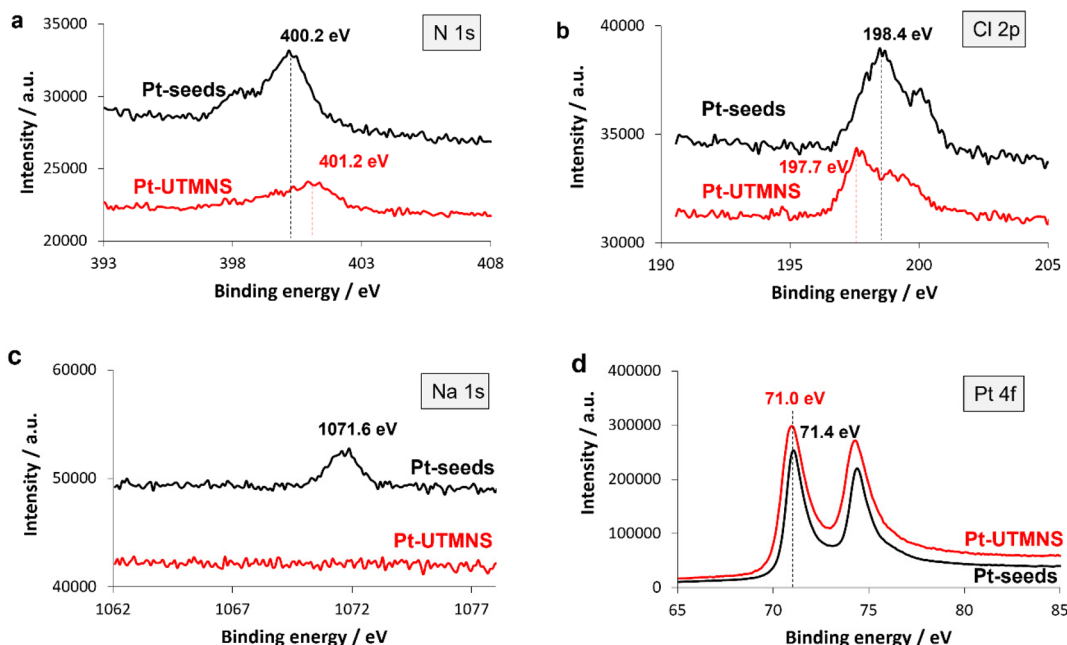 a
35000
30000
25000
20000
Intensity / a.u.
400.2 eV
N 1s
Pt-seeds
401.2 eV
Pt-UTMNS
393
398
403
408
Binding energy / eV
b
40000
35000
30000
Intensity / a.u.
198.4 eV
Cl 2p
Pt-seeds
197.7 eV
Pt-UTMNS
190
195
200
205
Binding energy / eV
c
60000
50000
40000
Intensity / a.u.
Na 1s
1071.6 eV
Pt-seeds
Pt-UTMNS
1062
1067
1072
1077
Binding energy / eV
d
400000
300000
200000
100000
0
Intensity / a.u.
Pt 4f
71.0 eV
71.4 eV
Pt-UTMNS
Pt-seeds
65
70
75
80
85
Binding energy / eV